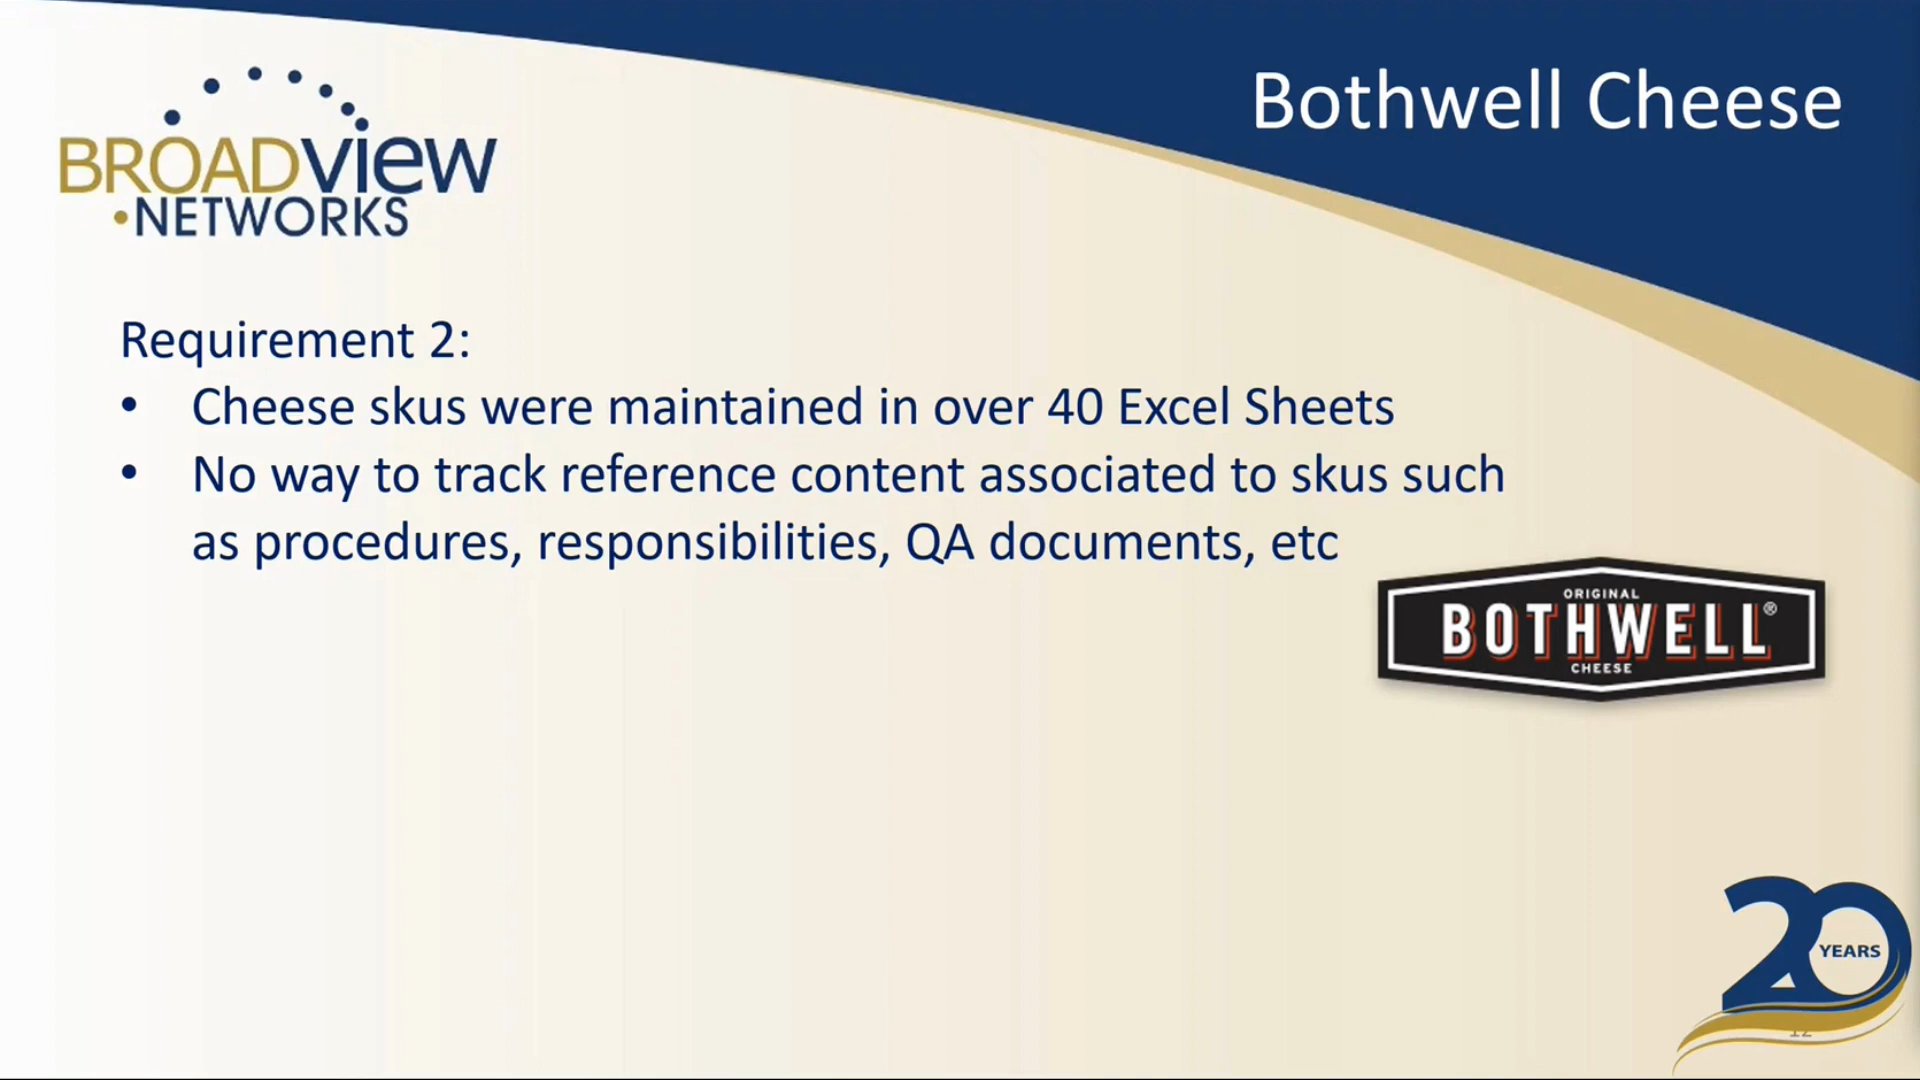 Bothwell Cheese
BROADVIEW
NETWORKS
Requirement 2:
• Cheese skus were maintained in over 40 Excel Sheets
• No way to track reference content associated to skus such
as procedures, responsibilities, QA documents, etc
ORIGINAL
BOTHWELL®
CHEESE
20 YEARS
12